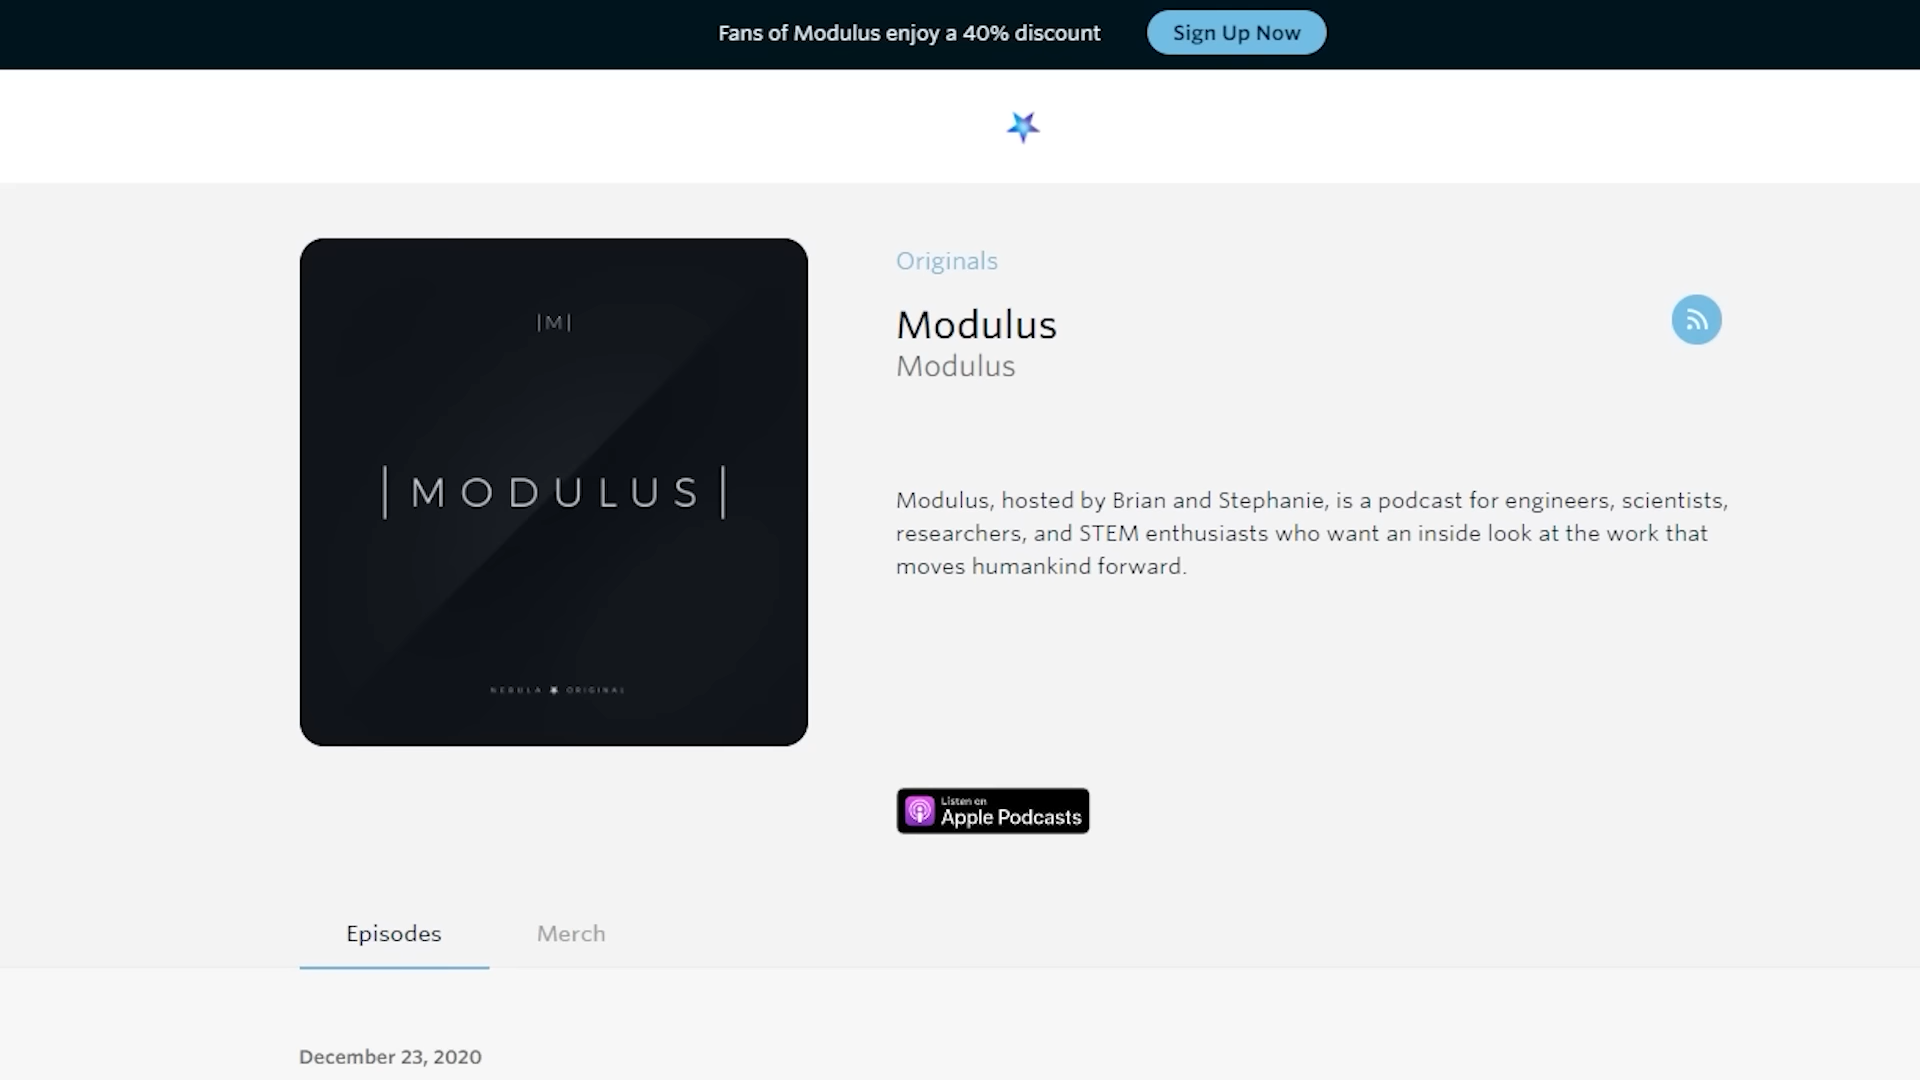 Fans of Modulus enjoy a 40% discount
Sign Up Now
|M|
|MODULUS|
NEBULA ORIGINAL
Originals
Modulus
Modulus
Modulus, hosted by Brian and Stephanie, is a podcast for engineers, scientists,
researchers, and STEM enthusiasts who want an inside look at the work that
moves humankind forward.
Listen on
Apple Podcasts
Episodes
Merch
December 23, 2020